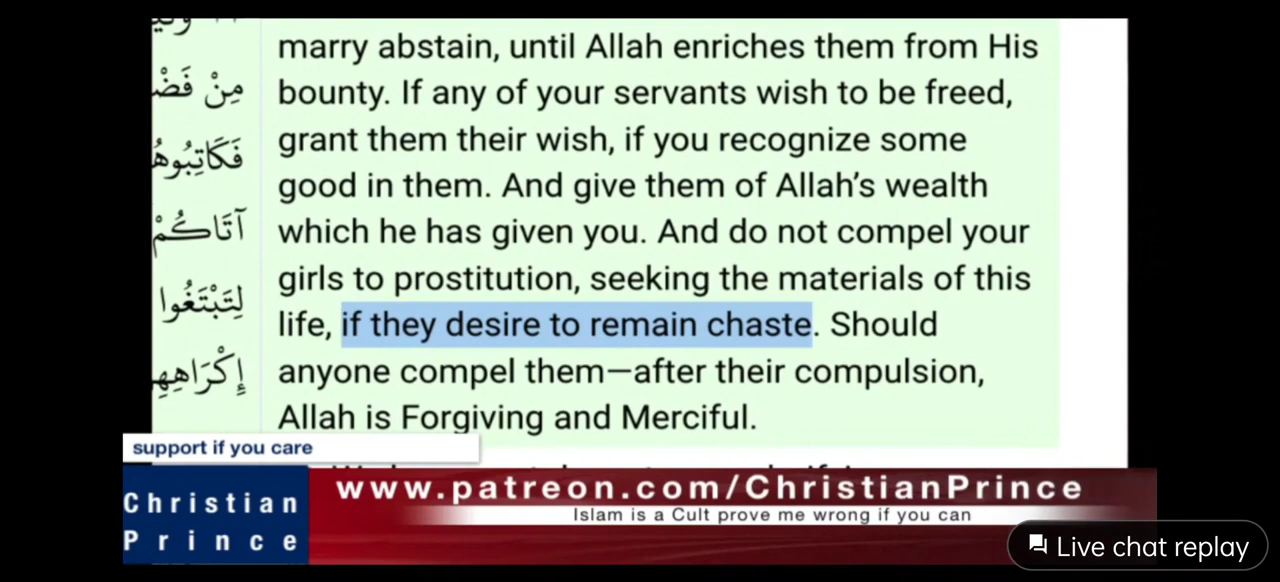 marry abstain, until Allah enriches them from His
مِنْ فَضْ
bounty. If any of your servants wish to be freed,
grant them their wish, if you recognize some
فَكَاتِبُوهُ
good in them. And give them of Allah’s wealth
آتَاكُمْ
which he has given you. And do not compel your
girls to prostitution, seeking the materials of this
لِتَبْتَغُوا
life, if they desire to remain chaste. Should
إِكْرَاهِهِ
anyone compel them—after their compulsion,
Allah is Forgiving and Merciful.
support if you care
Christian
Prince
www.patreon.com/ChristianPrince
Islam is a Cult prove me wrong if you can
Live chat replay